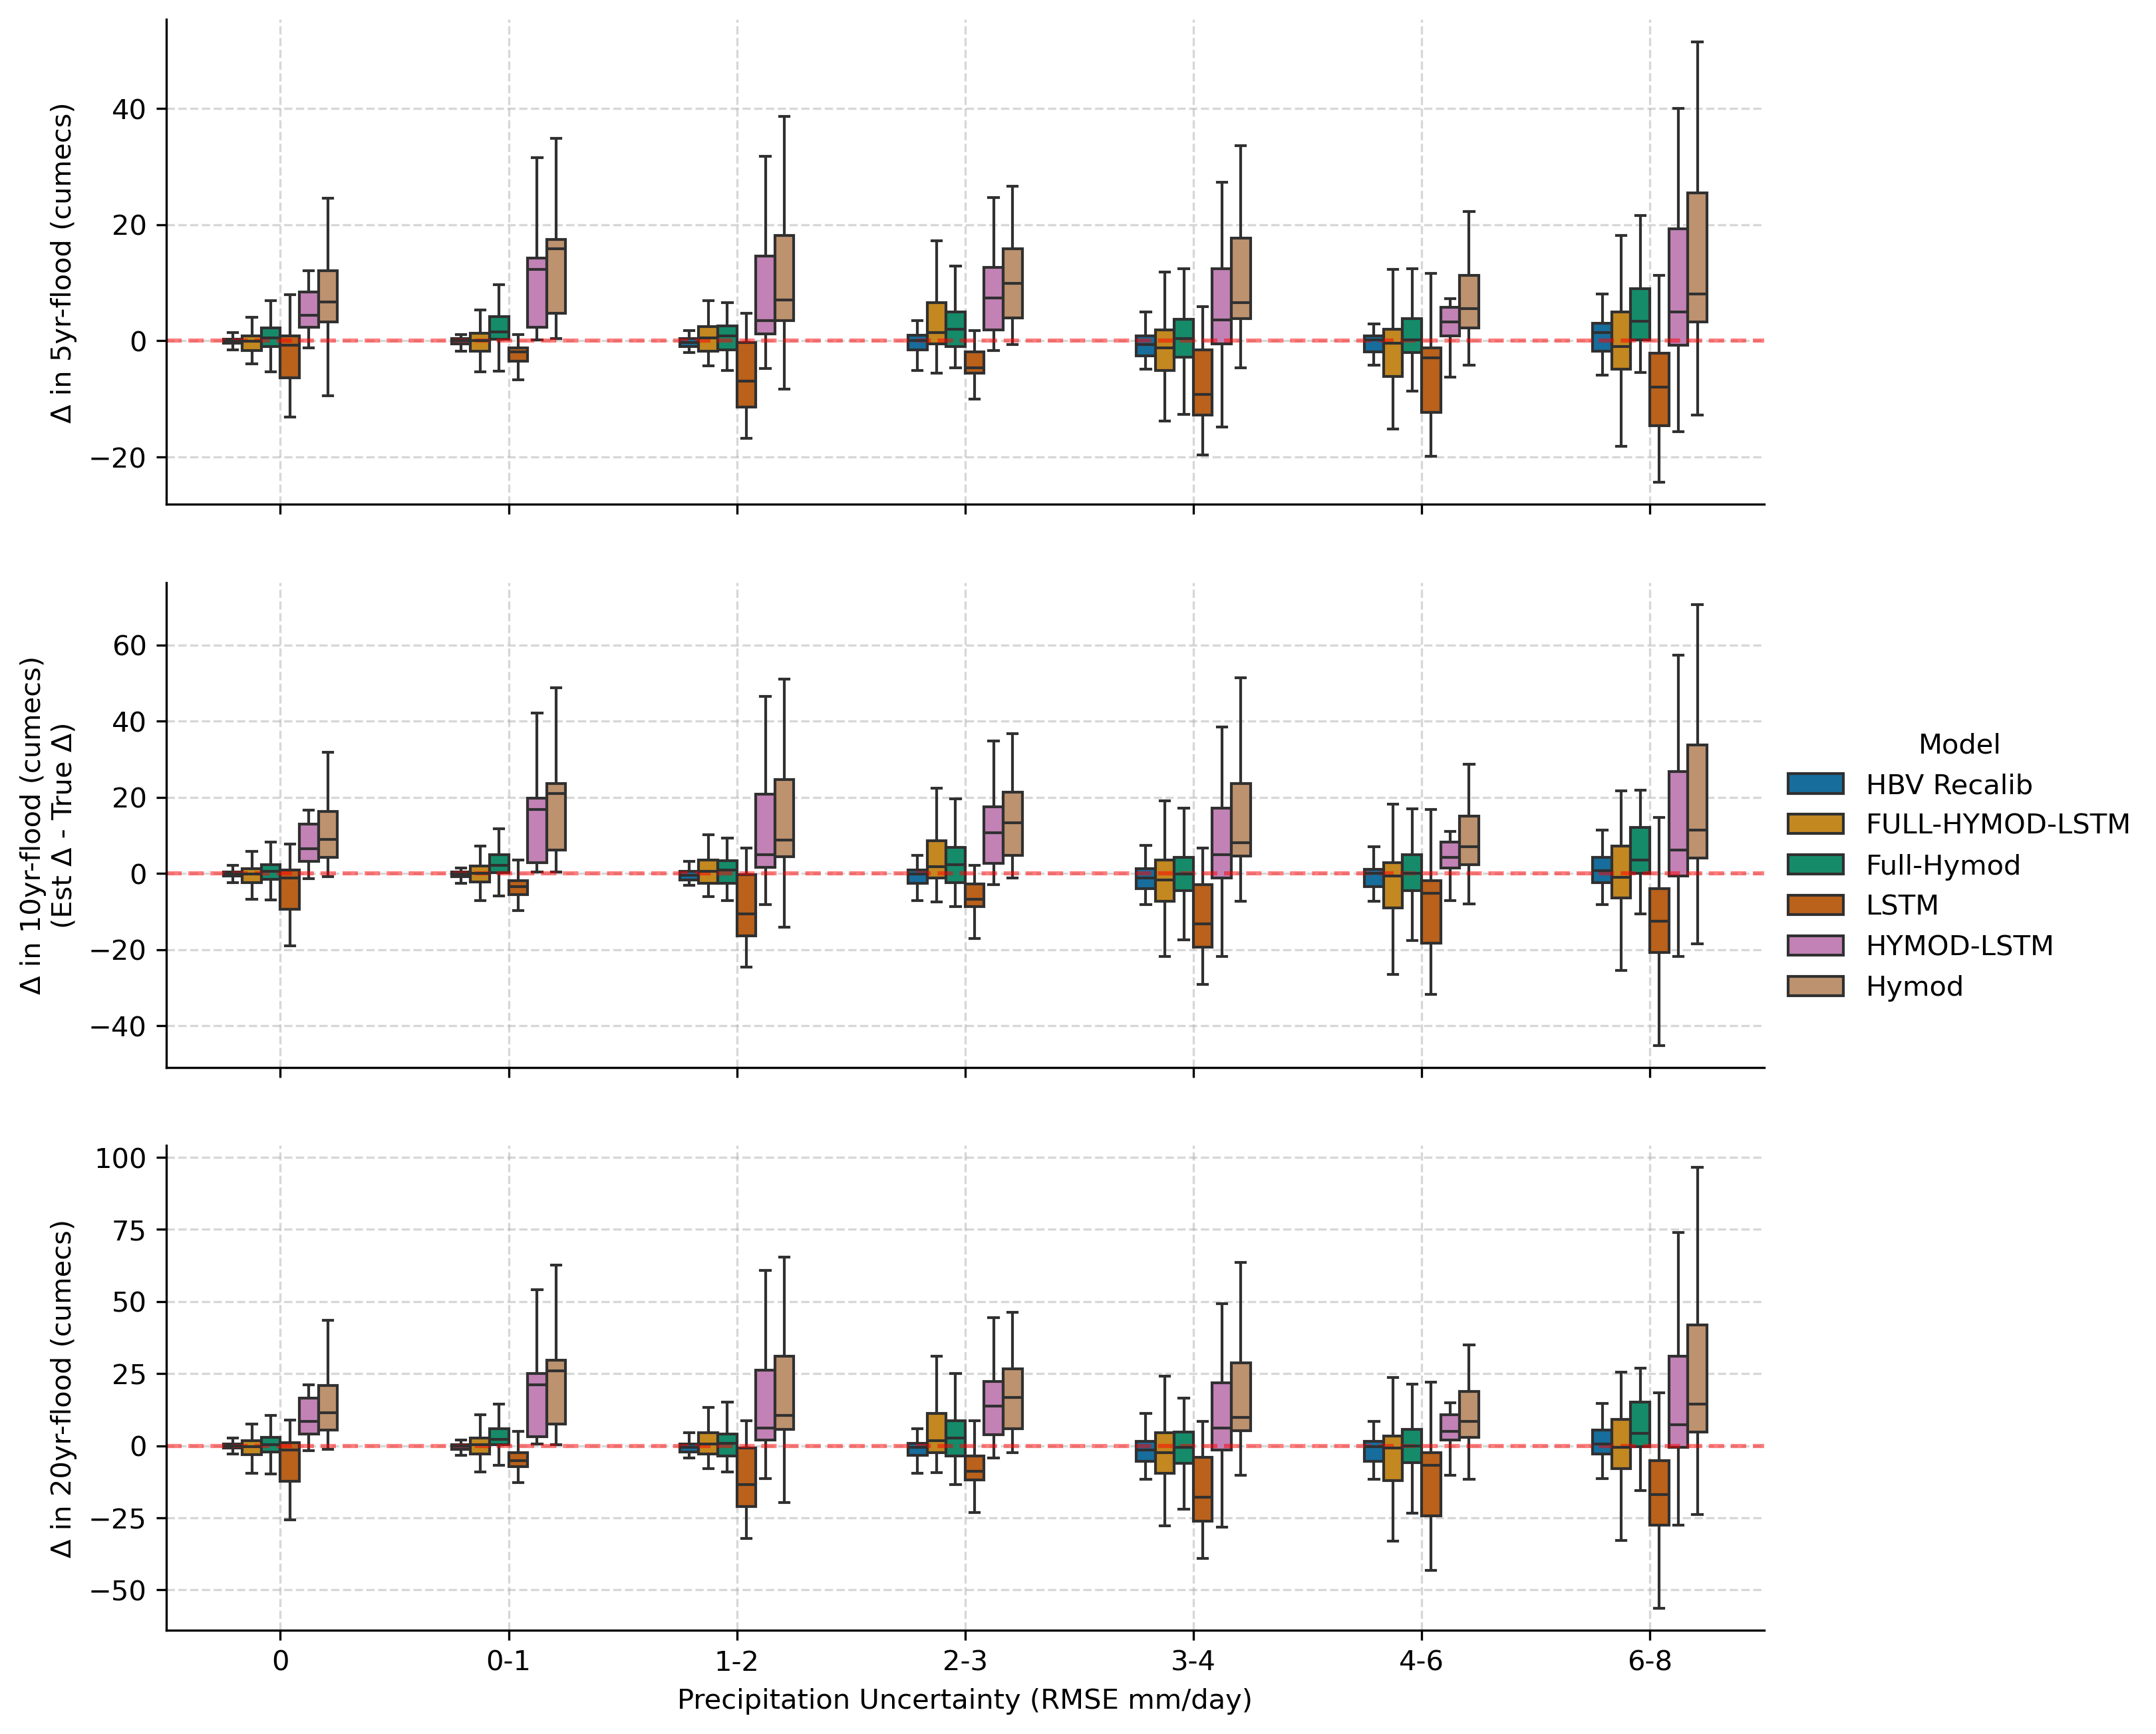 40
20
0
−20
Δ in 5yr-flood (cumecs)
60
40
20
0
−20
−40
Δ in 10yr-flood (cumecs)
(Est Δ - True Δ)
Model
HBV Recalib
FULL-HYMOD-LSTM
Full-Hymod
LSTM
HYMOD-LSTM
Hymod
100
75
50
25
0
−25
−50
Δ in 20yr-flood (cumecs)
0 0-1 1-2 2-3 3-4 4-6 6-8
Precipitation Uncertainty (RMSE mm/day)